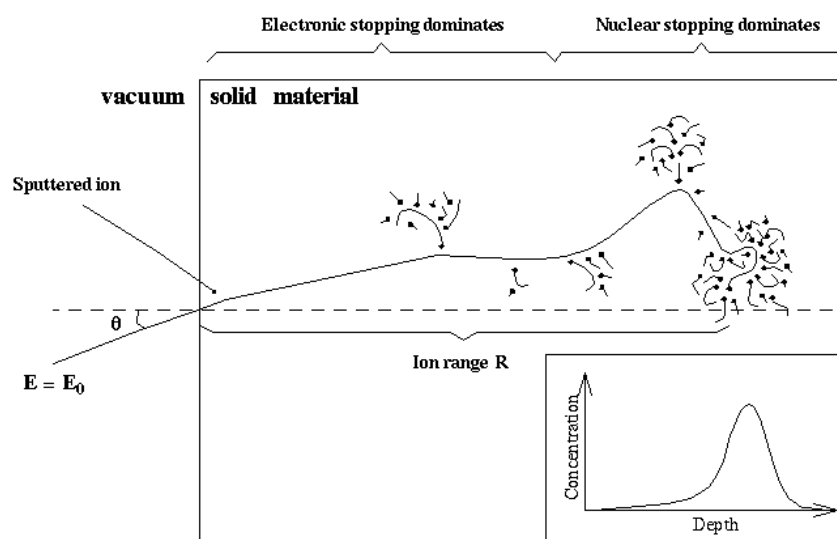 Electronic stopping dominates
Nuclear stopping dominates
vacuum
solid material
Sputtered ion
θ
E = E₀
Ion range R
Concentration
Depth